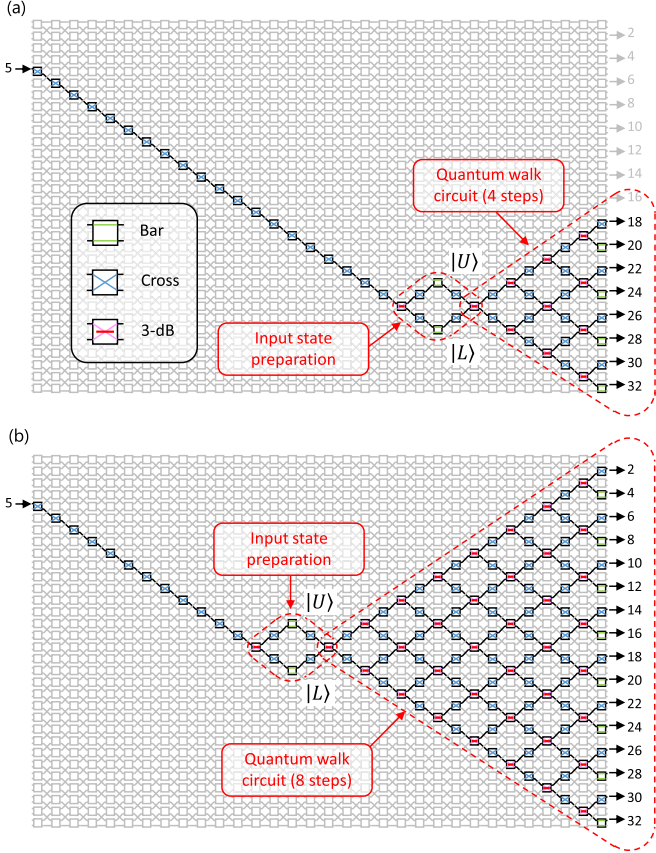 (a)
2
4
6
8
10
12
14
16
5
Quantum walk
circuit (4 steps)
18
20
22
24
26
28
30
32
Bar
Cross
3-dB
|U⟩
|L⟩
Input state
preparation
(b)
5
Input state
preparation
|U⟩
|L⟩
Quantum walk
circuit (8 steps)
2
4
6
8
10
12
14
16
18
20
22
24
26
28
30
32